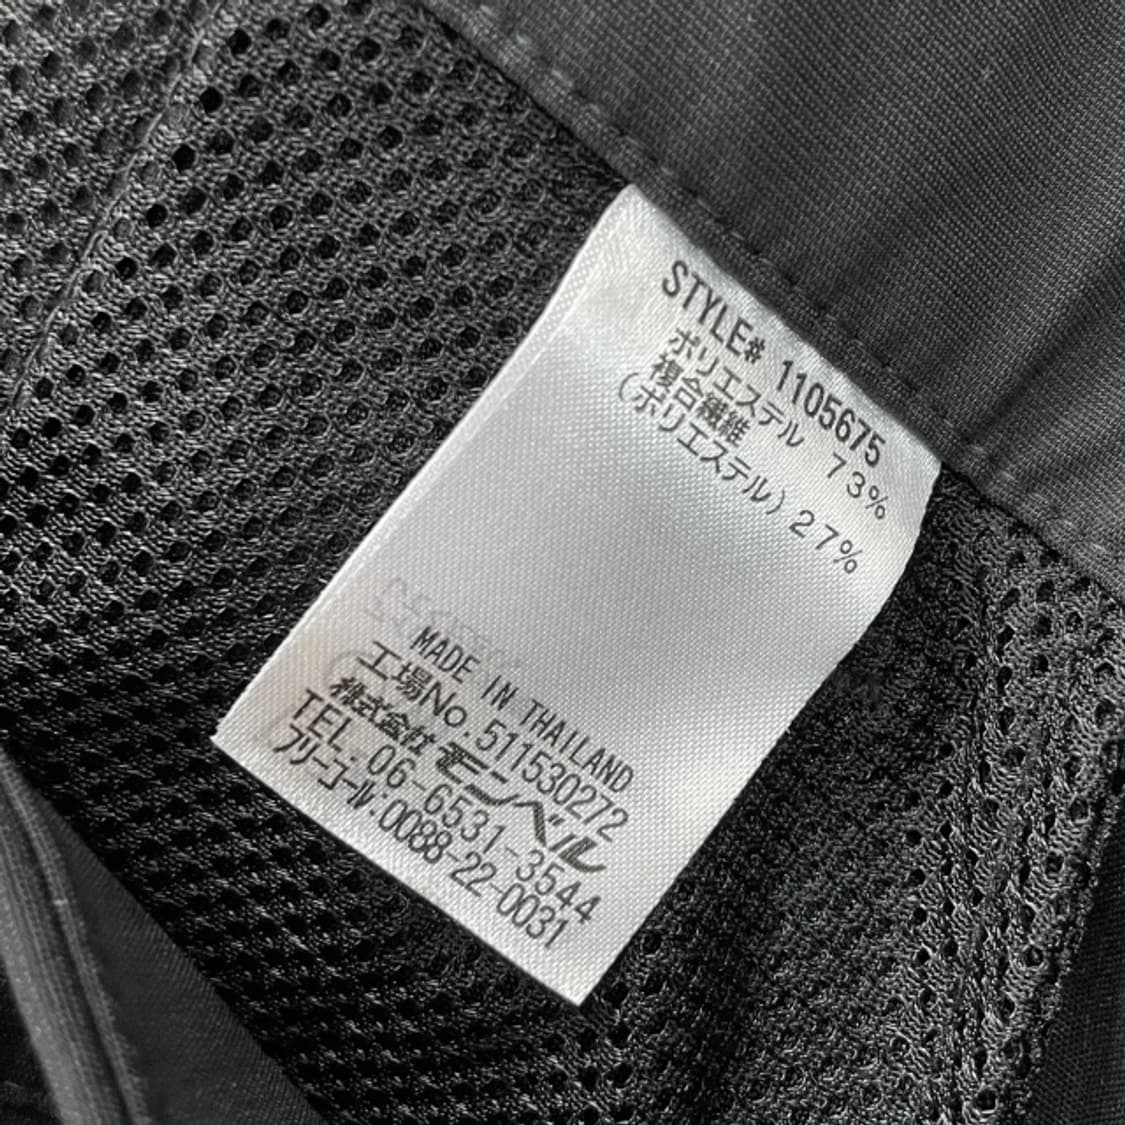 STYLE# 1105675
ポリエステル 73%
複合繊維
(ポリエステル) 27%
MADE IN THAILAND
工場No.511530272
株式会社 モンベル
TEL.06-6531-3544
フリーコール.0088-22-0031